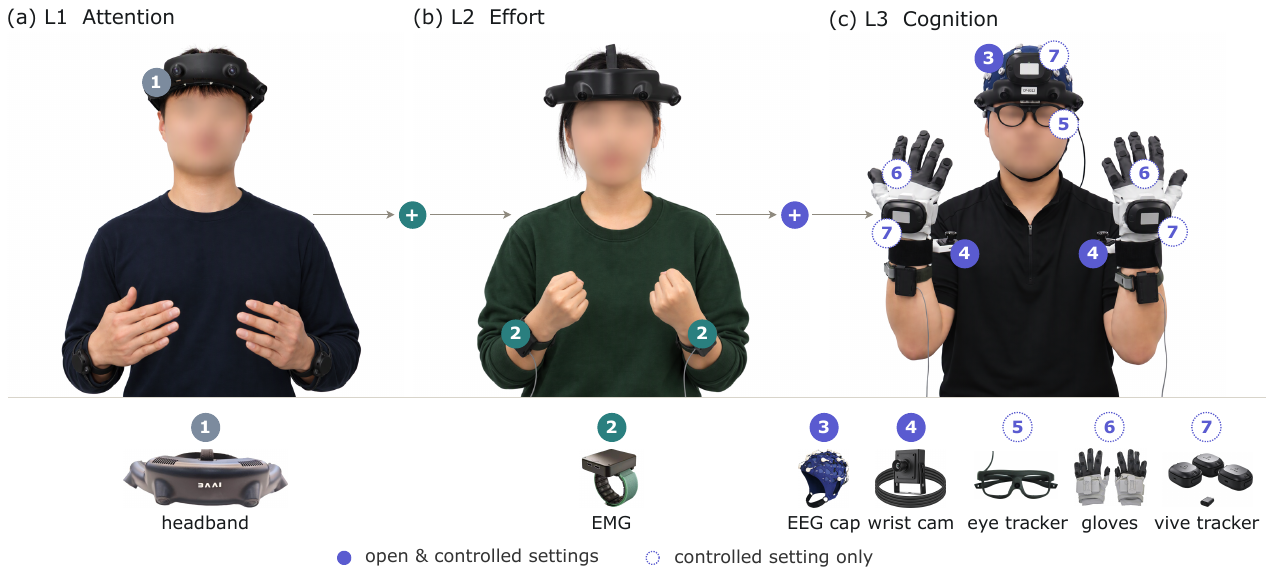 (a) L1 Attention
(b) L2 Effort
(c) L3 Cognition
1
+
2
2
+
3
7
5
6
6
7
7
4
4
1
2
3
4
5
6
7
IVE
headband
EMG
EEG cap
wrist cam
eye tracker
gloves
vive tracker
open & controlled settings
controlled setting only